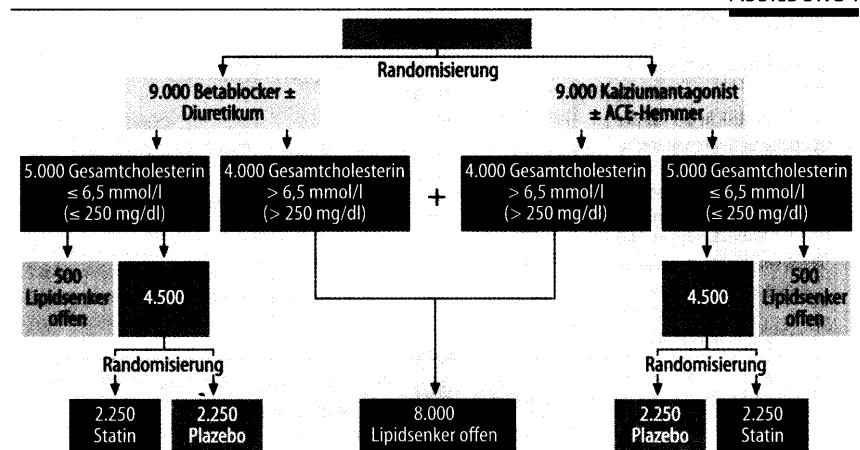 Randomisierung
9.000 Betablocker ±
Diuretikum
9.000 Kalziumantagonist
± ACE-Hemmer
5.000 Gesamtcholesterin
≤ 6,5 mmol/l
(≤ 250 mg/dl)
4.000 Gesamtcholesterin
> 6,5 mmol/l
(> 250 mg/dl)
+
4.000 Gesamtcholesterin
> 6,5 mmol/l
(> 250 mg/dl)
5.000 Gesamtcholesterin
≤ 6,5 mmol/l
(≤ 250 mg/dl)
500
Lipidsenker
offen
4.500
4.500
500
Lipidsenker
offen
Randomisierung
Randomisierung
2.250
Statin
2.250
Plazebo
8.000
Lipidsenker offen
2.250
Plazebo
2.250
Statin